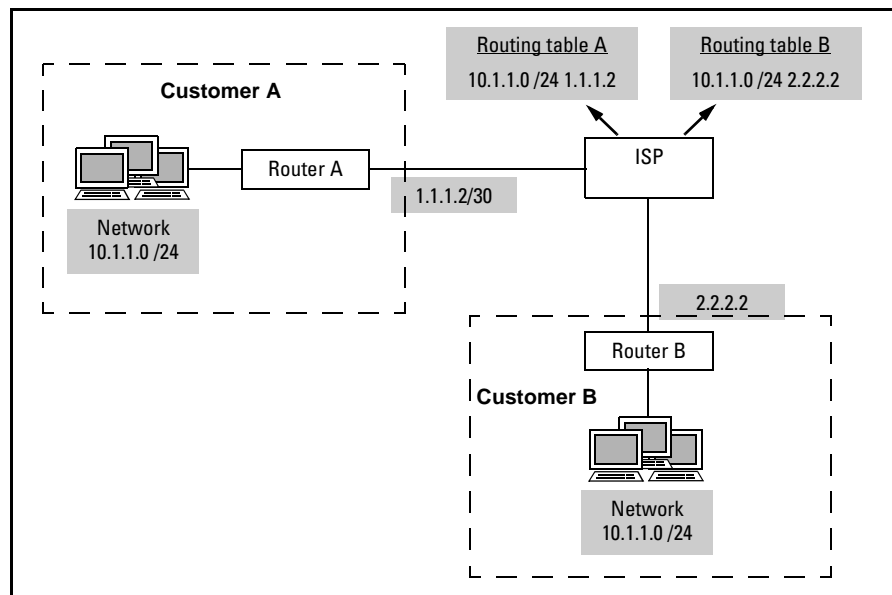 Routing table A
10.1.1.0 /24 1.1.1.2
Routing table B
10.1.1.0 /24 2.2.2.2
Customer A
Router A
ISP
1.1.1.2/30
Network
10.1.1.0 /24
2.2.2.2
Router B
Customer B
Network
10.1.1.0 /24